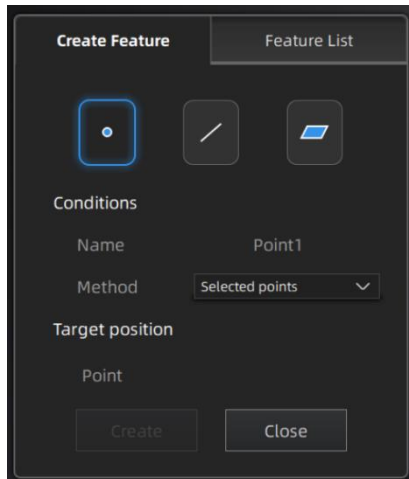 Create Feature Feature List
Conditions
Name Point1
Method Selected points
Target position
Point
Create Close